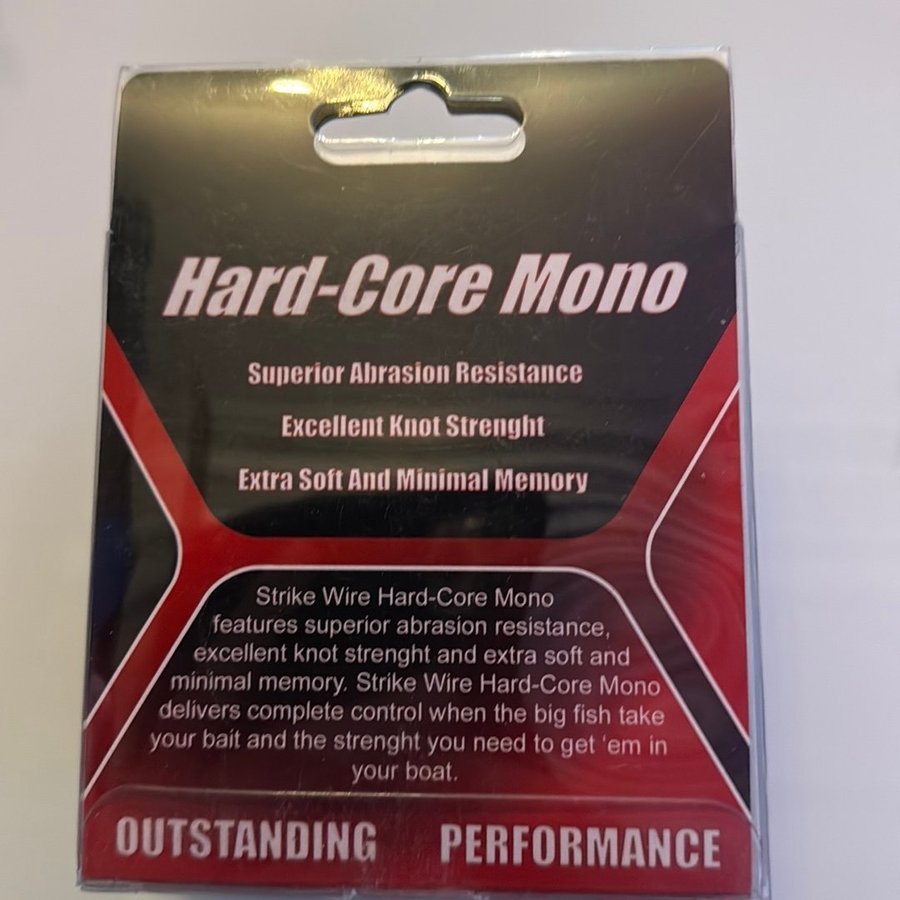 Hard-Core Mono
Superior Abrasion Resistance
Excellent Knot Strenght
Extra Soft And Minimal Memory
Strike Wire Hard-Core Mono
features superior abrasion resistance,
excellent knot strenght and extra soft and
minimal memory. Strike Wire Hard-Core Mono
delivers complete control when the big fish take
your bait and the strenght you need to get ‘em in
your boat.
OUTSTANDING PERFORMANCE